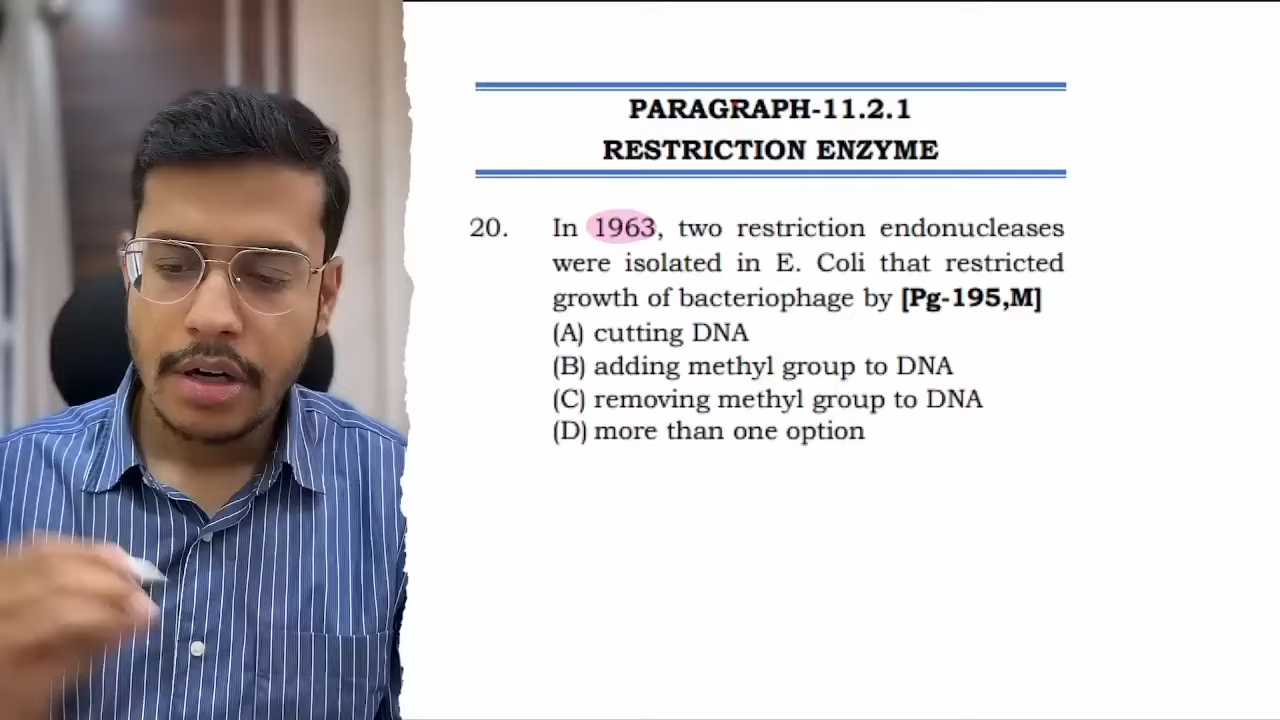 PARAGRAPH-11.2.1
RESTRICTION ENZYME
20. In 1963, two restriction endonucleases
were isolated in E. Coli that restricted
growth of bacteriophage by [Pg-195,M]
(A) cutting DNA
(B) adding methyl group to DNA
(C) removing methyl group to DNA
(D) more than one option